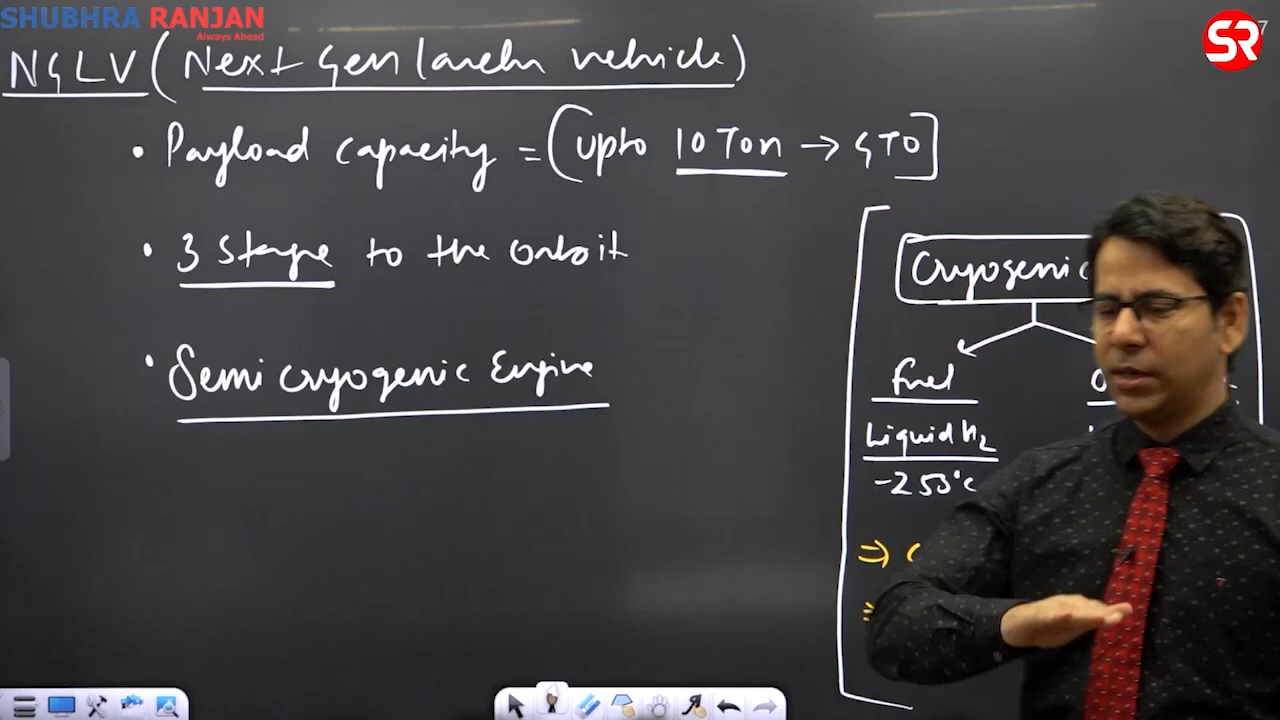 SHUBHRA RANJAN
Always Ahead
SR
7
NGLV (Next Gen launch vehicle)
• Payload capacity = (upto 10 Ton → GTO]
• 3 Stage to the orbit
• Semi cryogenic Engine
Cryogenic
Fuel
Liquid H2
-253°C
⇒